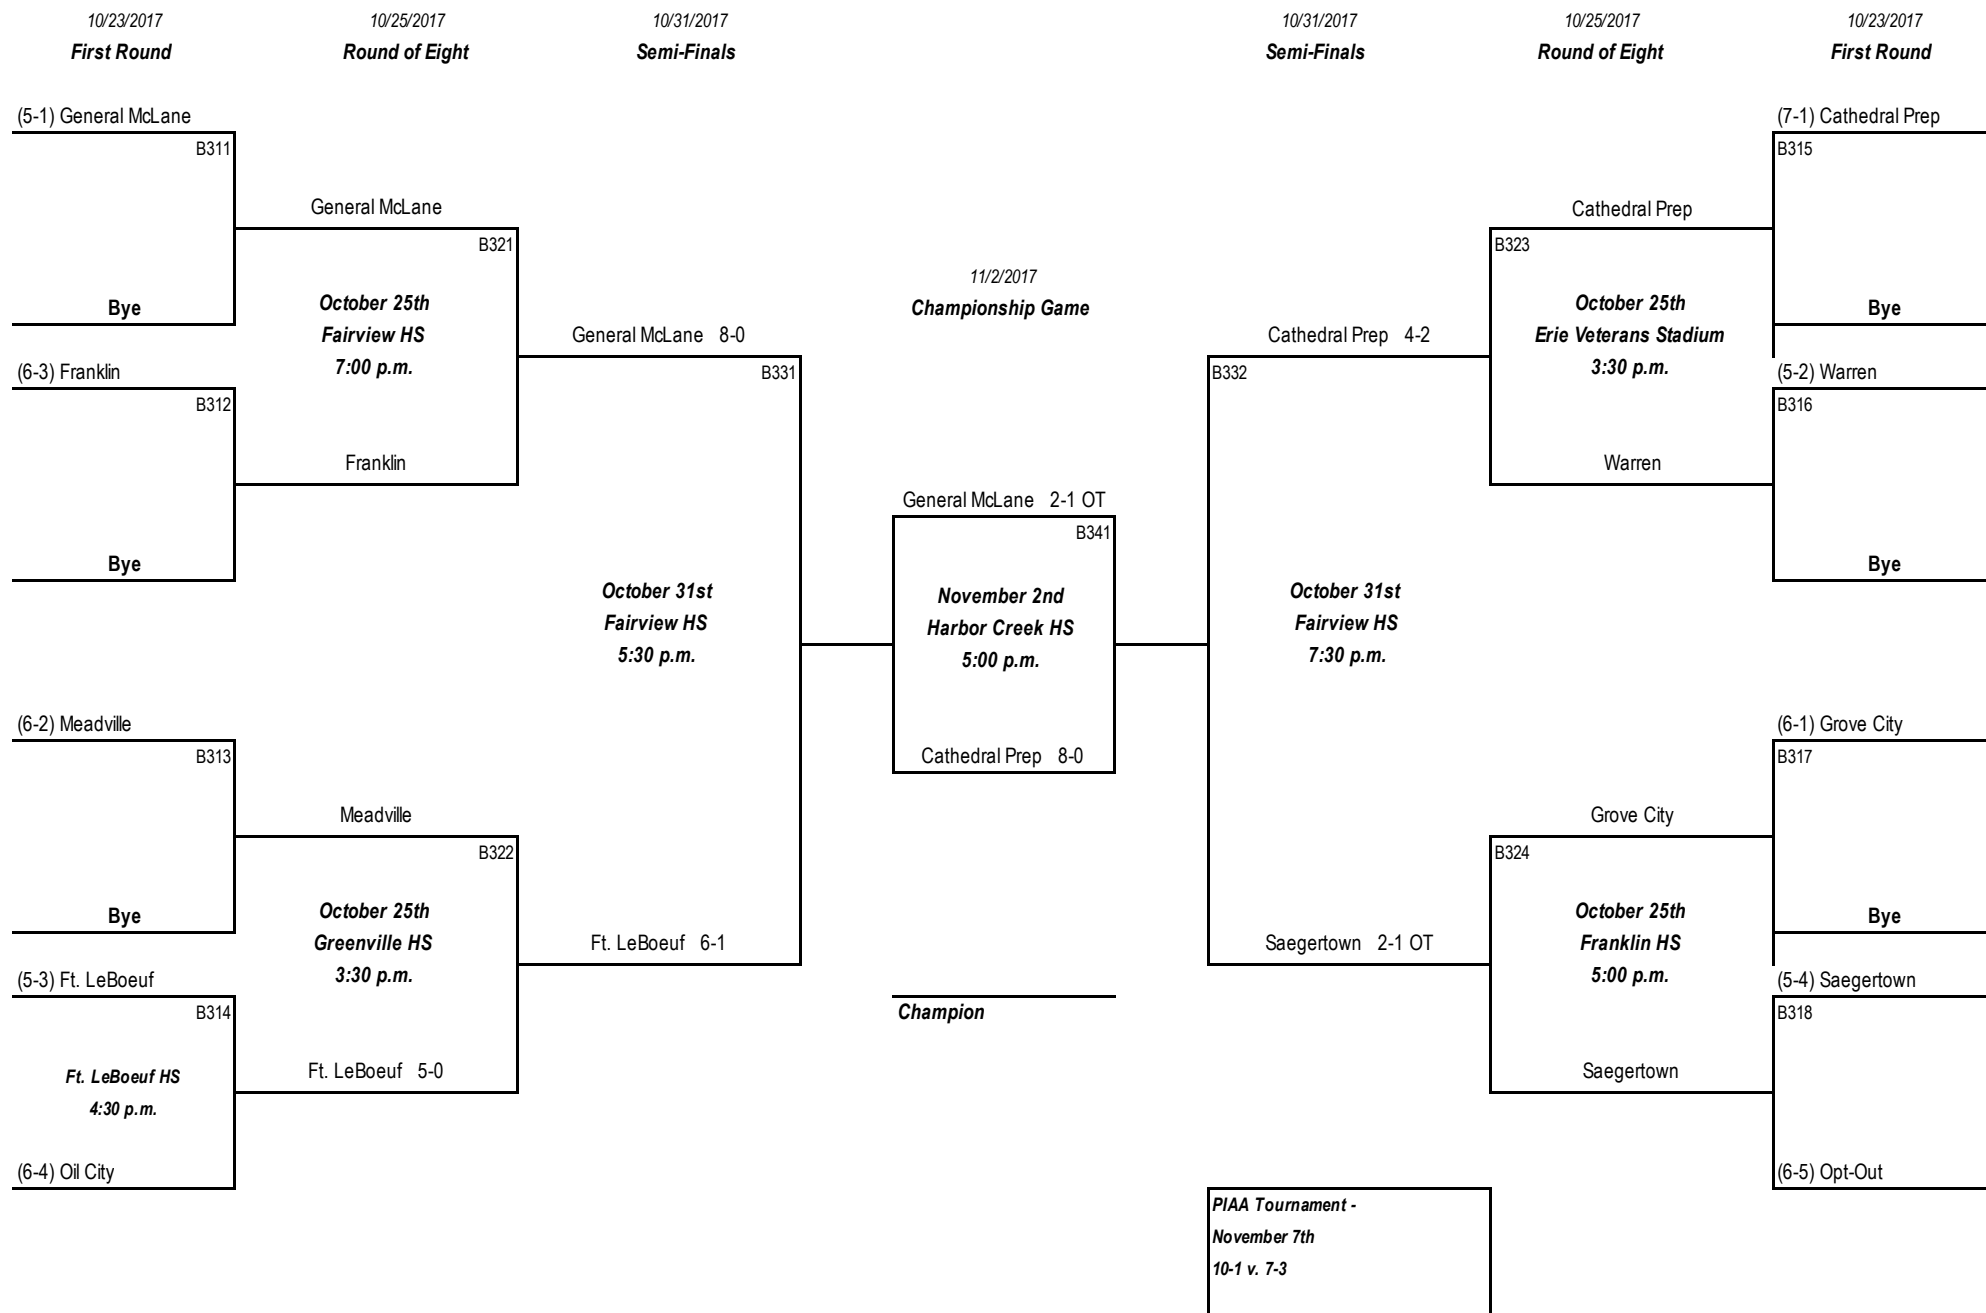 10/23/2017
First Round
10/25/2017
Round of Eight
10/31/2017
Semi-Finals
10/31/2017
Semi-Finals
10/25/2017
Round of Eight
10/23/2017
First Round
(5-1) General McLane
B311
Bye
(6-3) Franklin
B312
Bye
(6-2) Meadville
B313
Bye
(5-3) Ft. LeBoeuf
B314
Ft. LeBoeuf HS
4:30 p.m.
(6-4) Oil City
General McLane
B321
October 25th
Fairview HS
7:00 p.m.
Franklin
Meadville
B322
October 25th
Greenville HS
3:30 p.m.
Ft. LeBoeuf 5-0
General McLane 8-0
B331
October 31st
Fairview HS
5:30 p.m.
Ft. LeBoeuf 6-1
11/2/2017
Championship Game
General McLane 2-1 OT
B341
November 2nd
Harbor Creek HS
5:00 p.m.
Cathedral Prep 8-0
Champion
Cathedral Prep 4-2
B332
October 31st
Fairview HS
7:30 p.m.
Saegertown 2-1 OT
Cathedral Prep
B323
October 25th
Erie Veterans Stadium
3:30 p.m.
Warren
Grove City
B324
October 25th
Franklin HS
5:00 p.m.
Saegertown
(7-1) Cathedral Prep
B315
Bye
(5-2) Warren
B316
Bye
(6-1) Grove City
B317
Bye
(5-4) Saegertown
B318
(6-5) Opt-Out
PIAA Tournament -
November 7th
10-1 v. 7-3